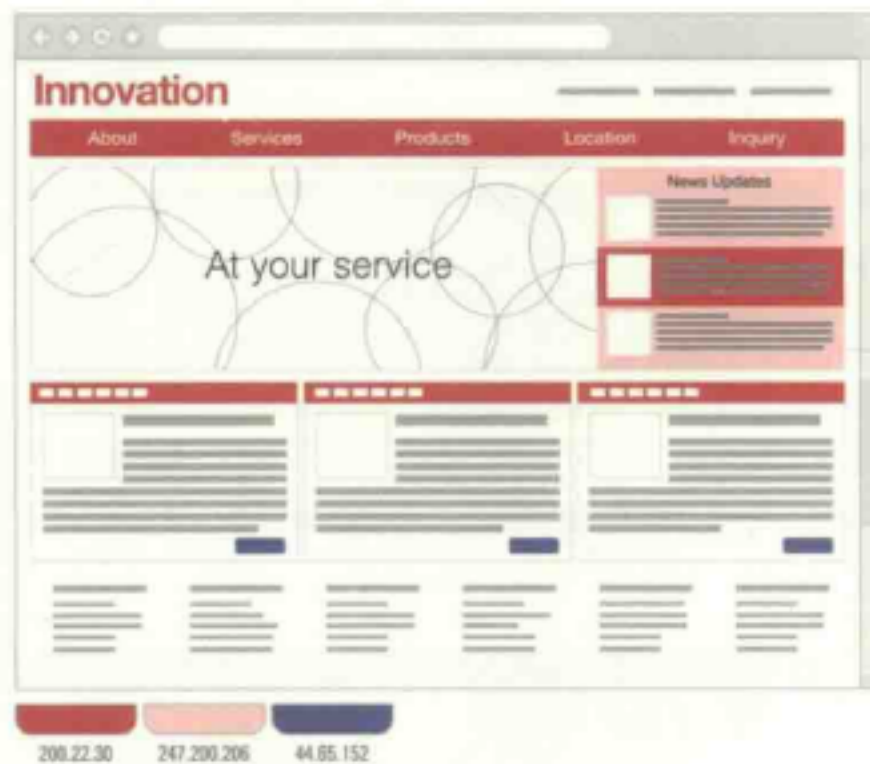 Innovation
About Services Products Location Inquiry
News Updates
At your service
200.22.30 247.200.206 44.65.152